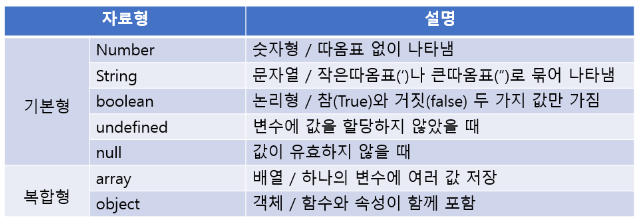 자료형 설명
기본형
Number 숫자형 / 따옴표 없이 나타냄
String 문자열 / 작은따옴표(')나 큰따옴표(")로 묶어 나타냄
boolean 논리형 / 참(True)와 거짓(false) 두 가지 값만 가짐
undefined 변수에 값을 할당하지 않았을 때
null 값이 유효하지 않을 때
복합형
array 배열 / 하나의 변수에 여러 값 저장
object 객체 / 함수와 속성이 함께 포함